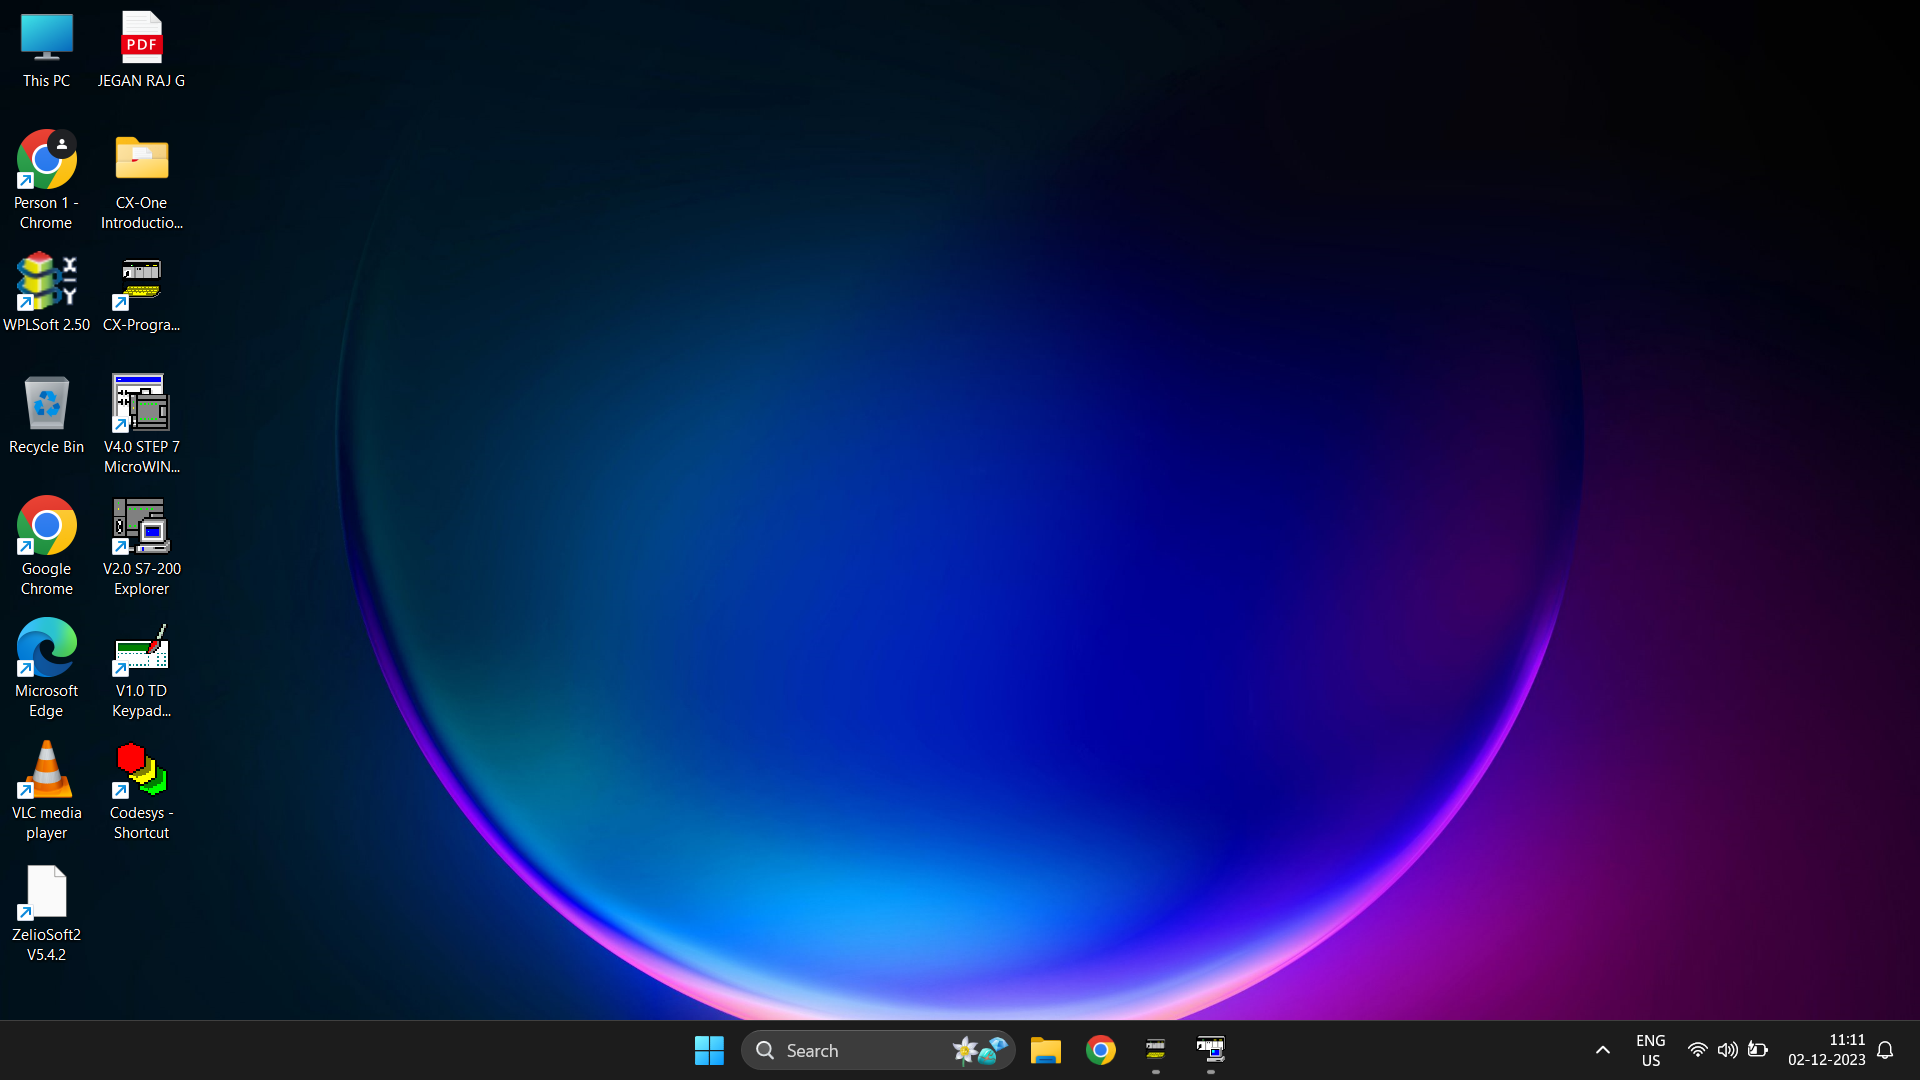 This PC
PDF
JEGAN RAJ G
Person 1 -
Chrome
CX-One
Introductio...
X
Y
WPLSoft 2.50
CX-Progra...
Recycle Bin
V4.0 STEP 7
MicroWIN...
Google
Chrome
V2.0 S7-200
Explorer
Microsoft
Edge
V1.0 TD
Keypad...
VLC media
player
Codesys -
Shortcut
ZelioSoft2
V5.4.2
Search
ENG
US
11:11
02-12-2023